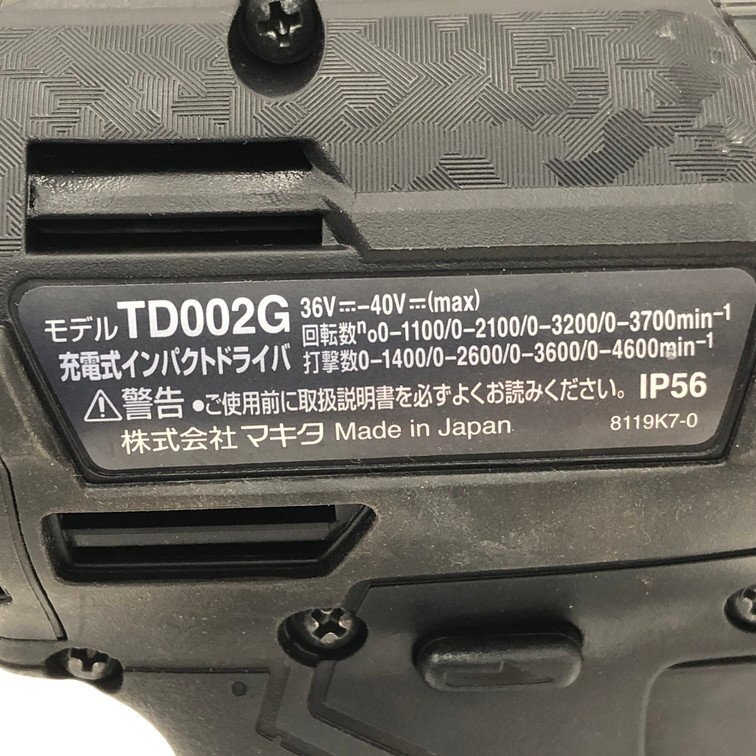 モデル TD002G 36V⎓-40V⎓(max)
回転数n₀0-1100/0-2100/0-3200/0-3700min⁻¹
充電式インパクトドライバ 打撃数0-1400/0-2600/0-3600/0-4600min⁻¹
⚠警告 ●ご使用前に取扱説明書を必ずよくお読みください。 IP56
株式会社 マキタ Made in Japan 8119K7-0